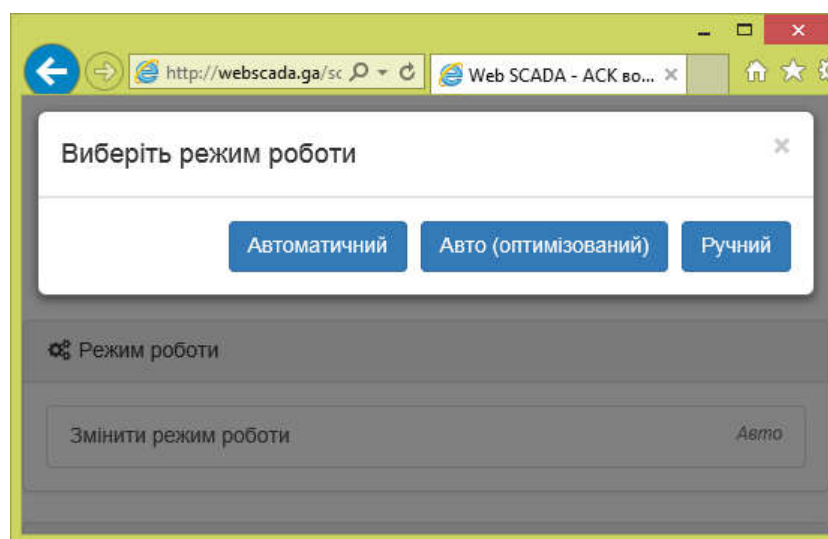 http://webscada.ga/sc
Web SCADA - АСК во...
Виберіть режим роботи
Автоматичний
Авто (оптимізований)
Ручний
Режим роботи
Змінити режим роботи
Авто